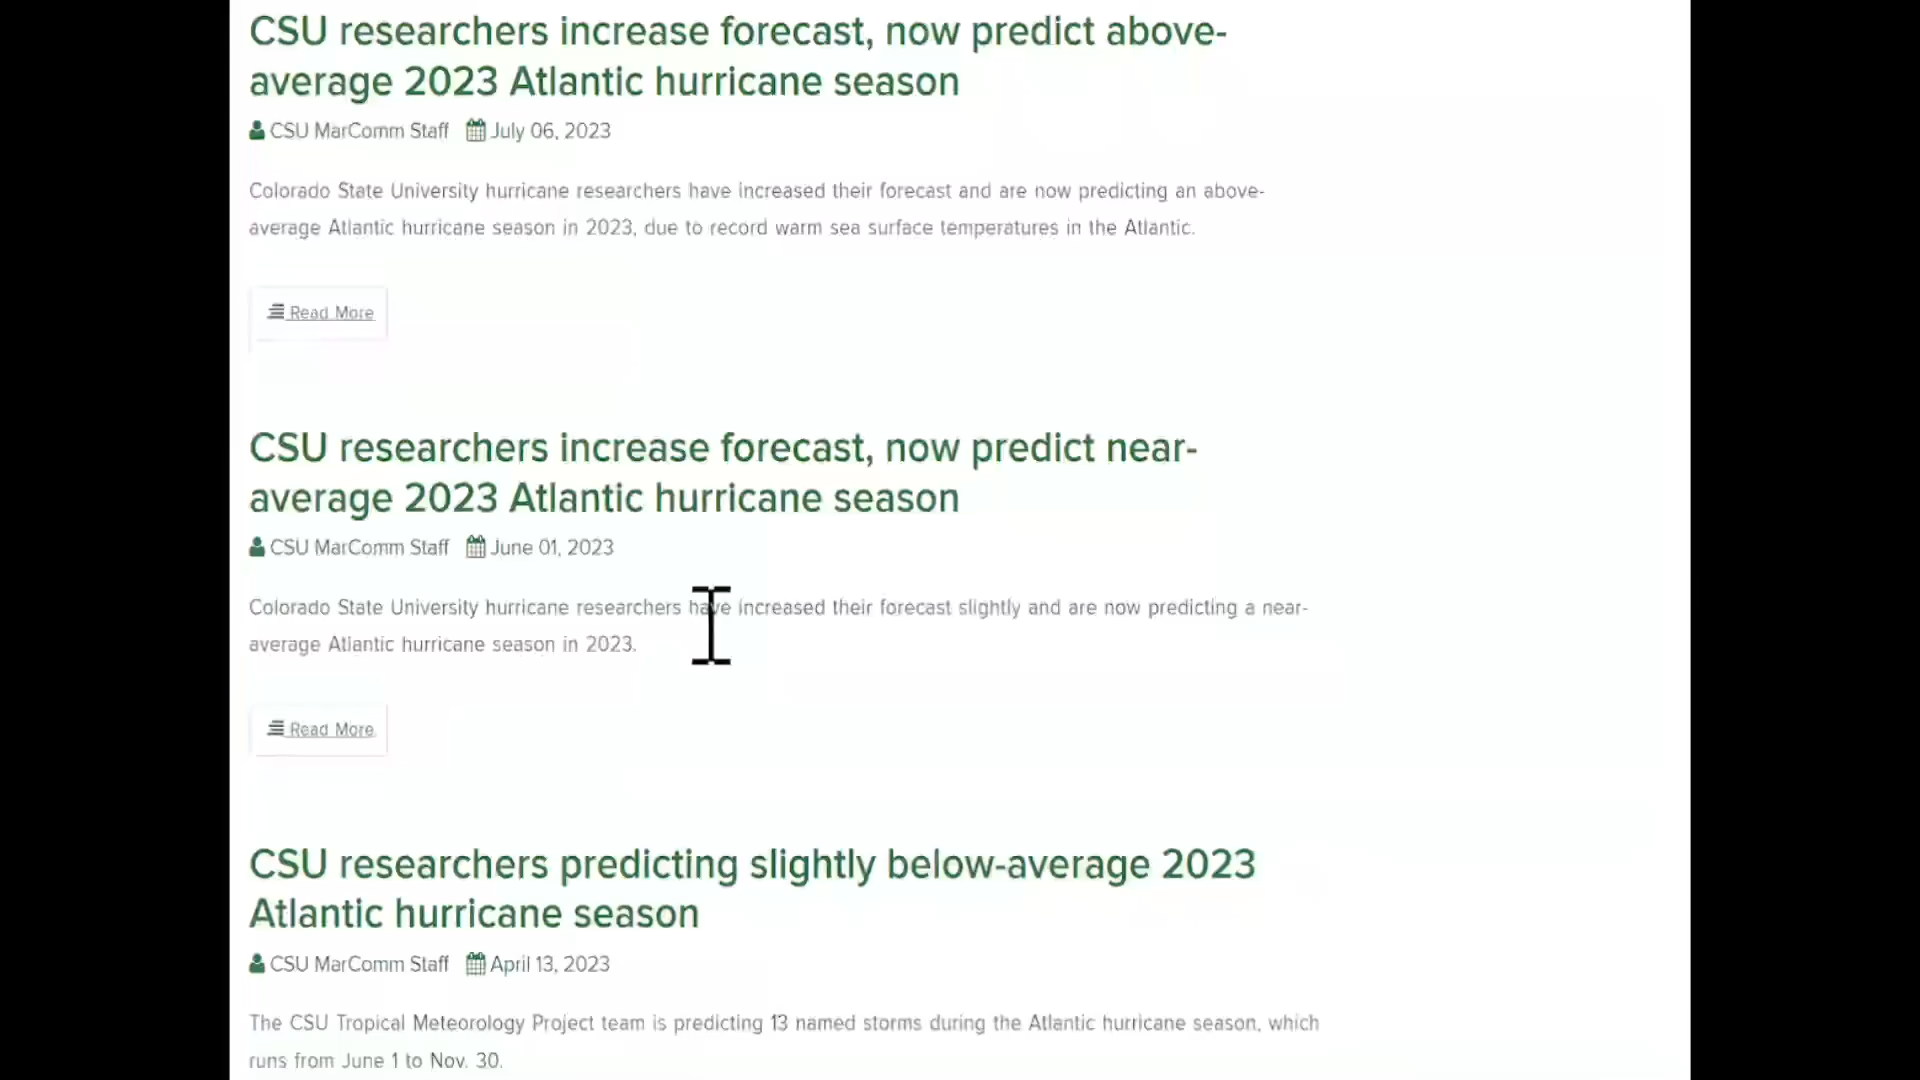 CSU researchers increase forecast, now predict above-
average 2023 Atlantic hurricane season
CSU MarComm Staff July 06, 2023
Colorado State University hurricane researchers have increased their forecast and are now predicting an above-
average Atlantic hurricane season in 2023, due to record warm sea surface temperatures in the Atlantic.
Read More
CSU researchers increase forecast, now predict near-
average 2023 Atlantic hurricane season
CSU MarComm Staff June 01, 2023
Colorado State University hurricane researchers have increased their forecast slightly and are now predicting a near-
average Atlantic hurricane season in 2023.
Read More
CSU researchers predicting slightly below-average 2023
Atlantic hurricane season
CSU MarComm Staff April 13, 2023
The CSU Tropical Meteorology Project team is predicting 13 named storms during the Atlantic hurricane season, which
runs from June 1 to Nov. 30.